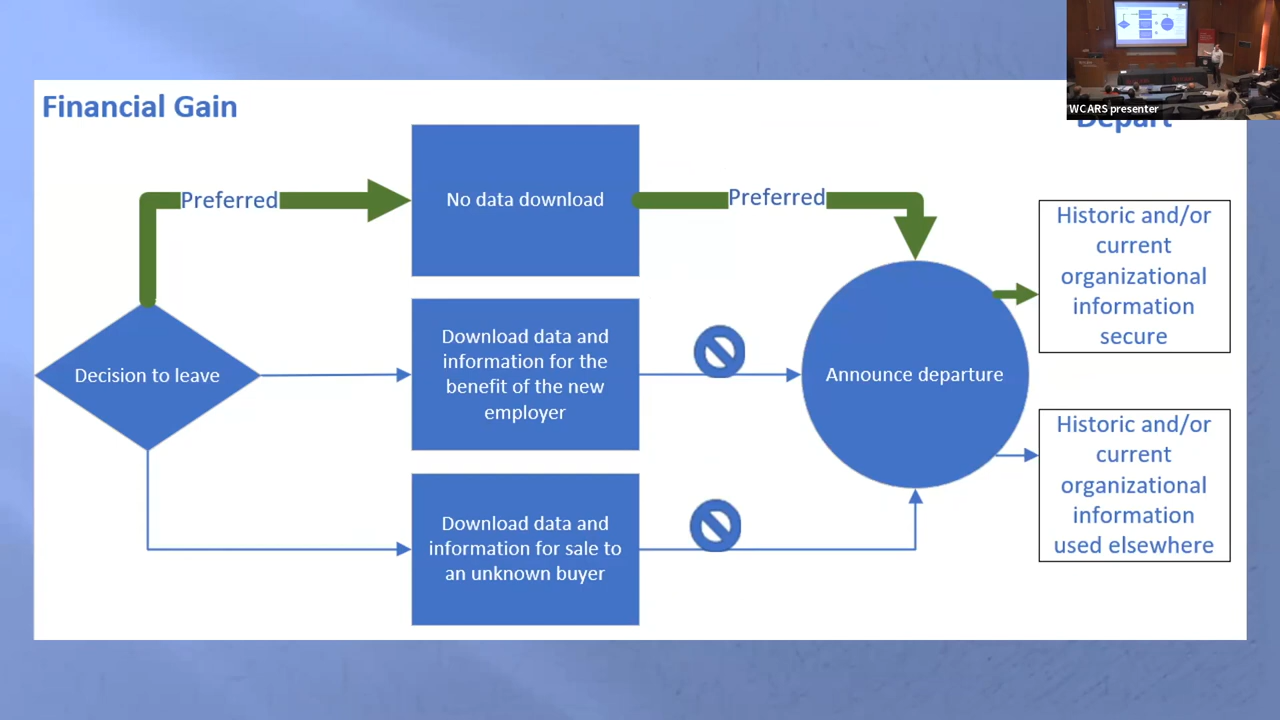 Financial Gain
WCARS presenter
Depart
Preferred
No data download
Preferred
Historic and/or
current
organizational
information
secure
Decision to leave
Download data and
information for the
benefit of the new
employer
Announce departure
Historic and/or
current
organizational
information
used elsewhere
Download data and
information for sale to
an unknown buyer